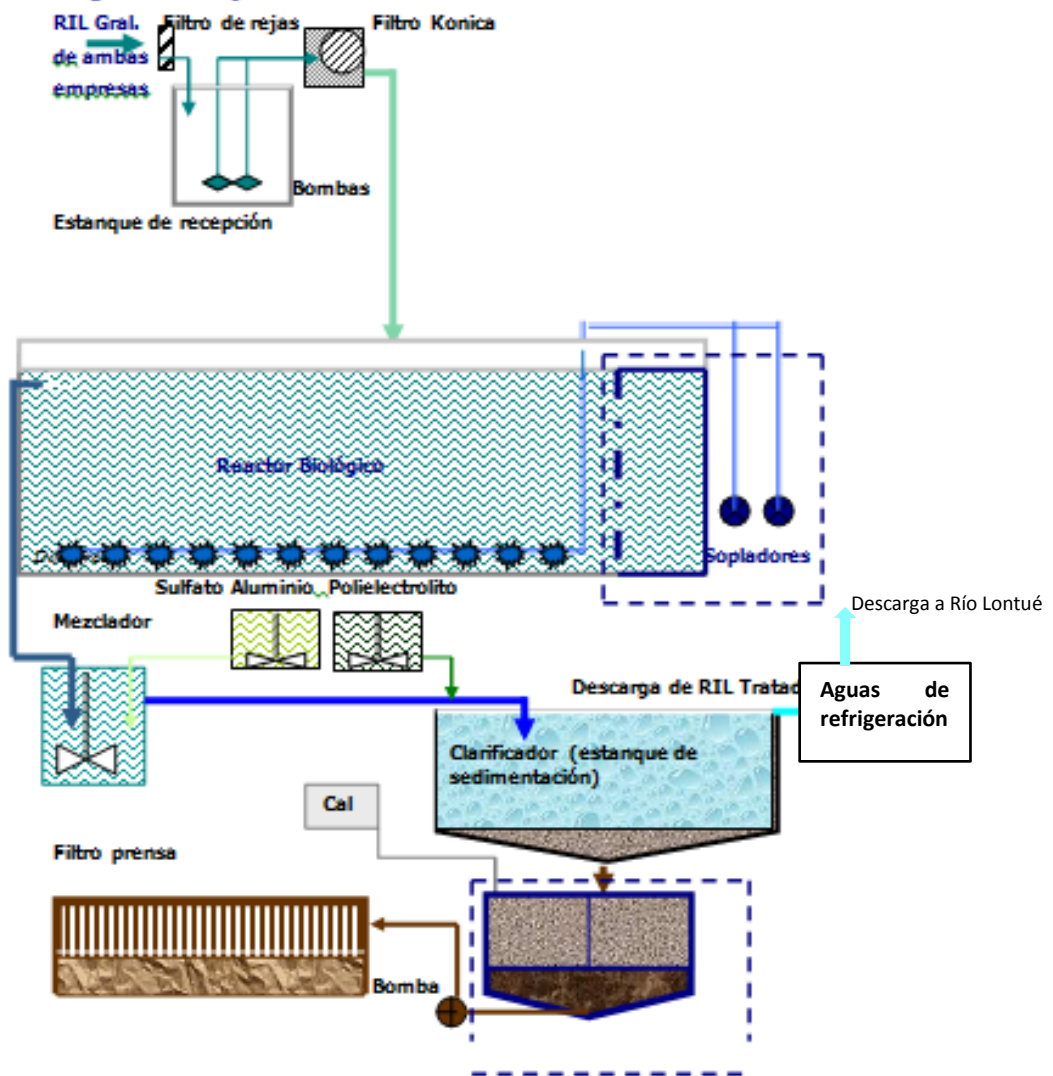 RIL Gral.
de ambas
empresas
Filtro de rejas
Filtro Konica
Bombas
Estanque de recepción
Reactor Biológico
Sopladores
Sulfato Aluminio, Polielectrolito
Mezclador
Descarga a Río Lontué
Descarga de RIL Tratad
Aguas de
refrigeración
Clarificador (estanque de
sedimentación)
Cal
Filtro prensa
Bomba